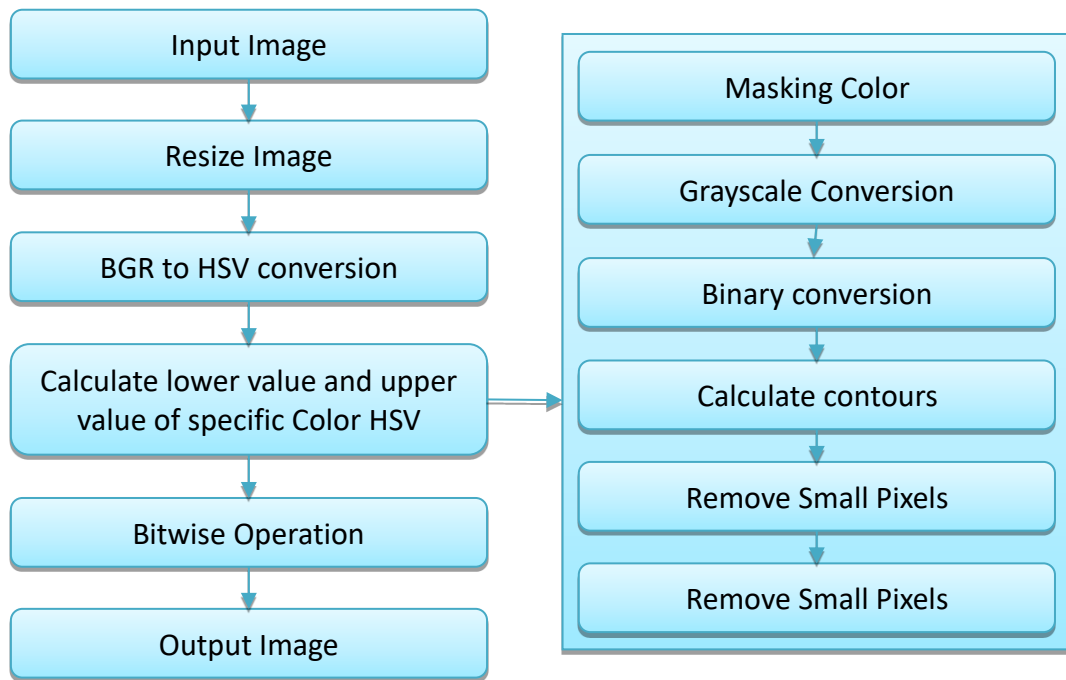 Input Image
Resize Image
BGR to HSV conversion
Calculate lower value and upper
value of specific Color HSV
Bitwise Operation
Output Image
Masking Color
Grayscale Conversion
Binary conversion
Calculate contours
Remove Small Pixels
Remove Small Pixels